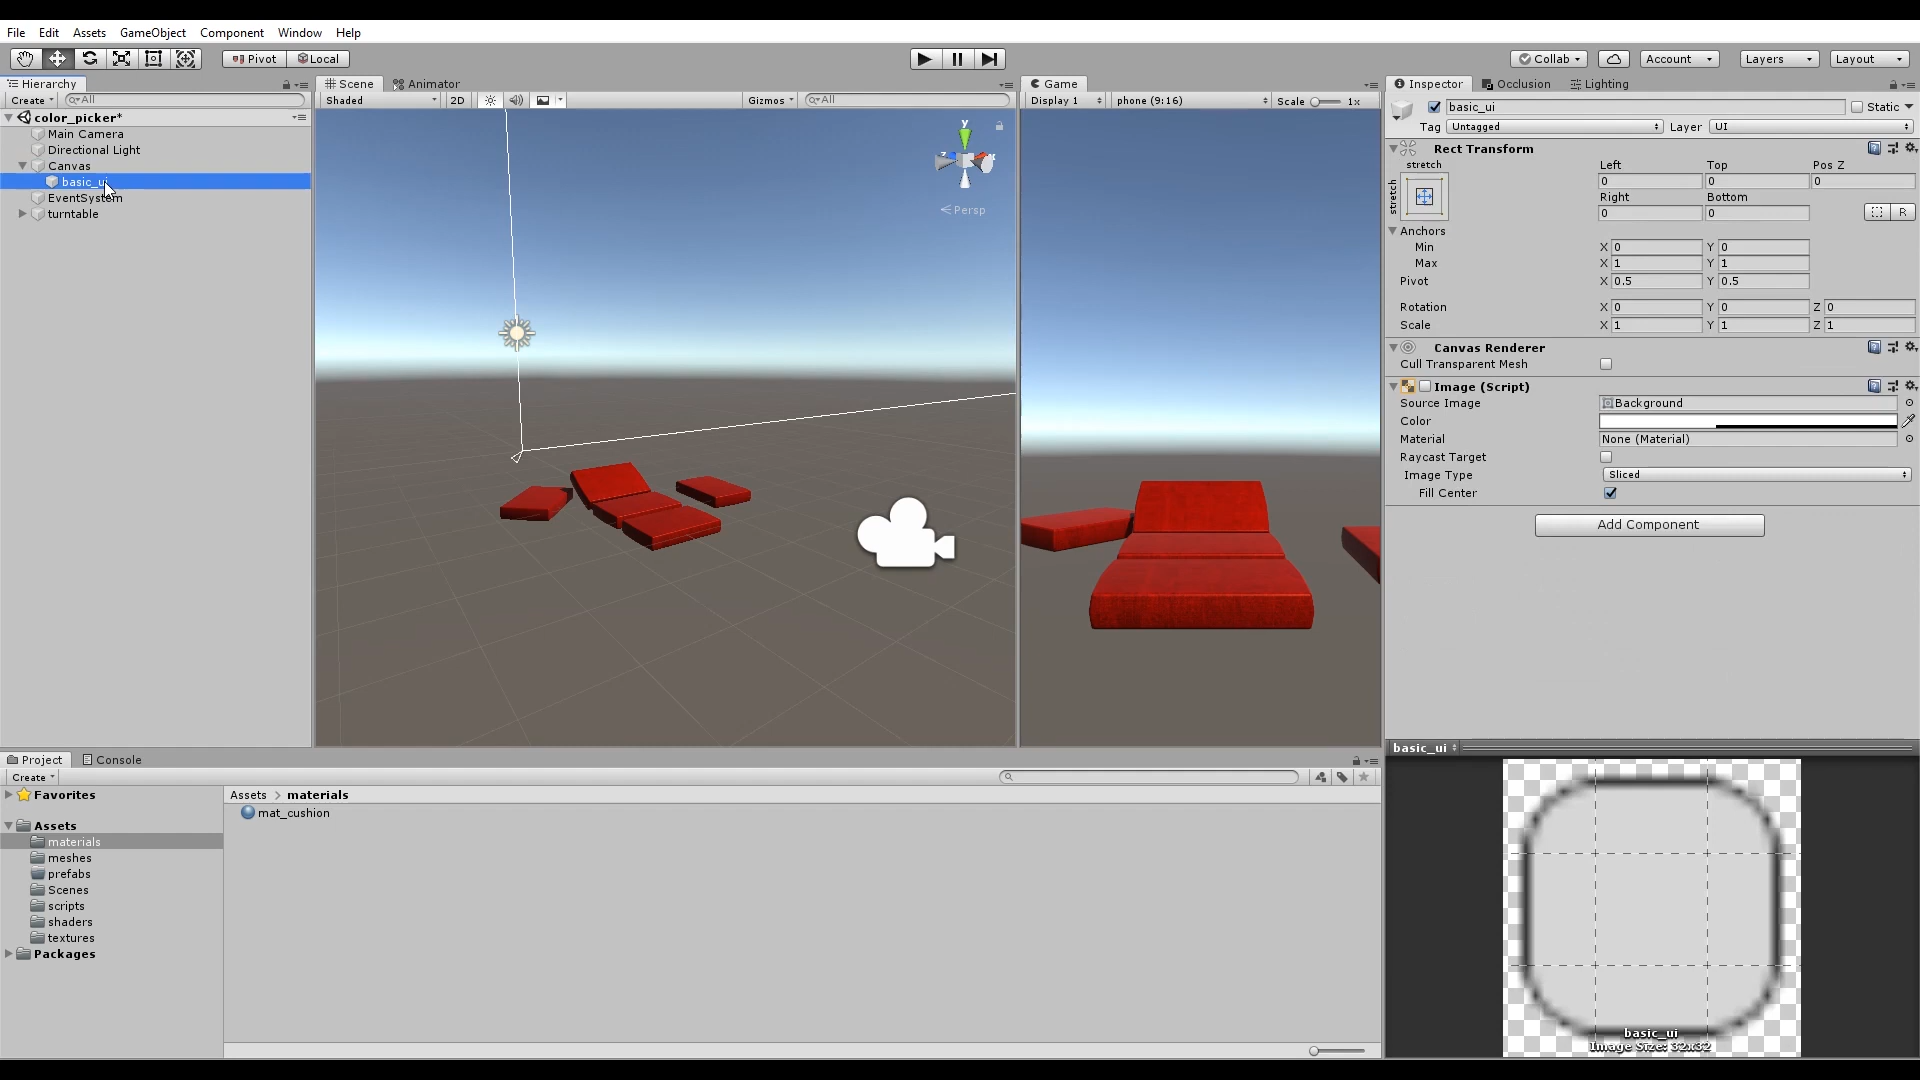 File Edit Assets GameObject Component Window Help
Pivot Local Collab Account Layers Layout
Hierarchy
Create All
color_picker*
Main Camera
Directional Light
Canvas
basic_ui
EventSystem
turntable
Scene Animator
Shaded 2D Gizmos All
y
x
z
Persp
Game
Display 1 phone (9:16) Scale 1x
Inspector Occlusion Lighting
basic_ui Static
Tag Untagged Layer UI
Rect Transform
stretch Left Top Pos Z
stretch 0 0 0
Right Bottom
0 0 R
Anchors
Min X 0 Y 0
Max X 1 Y 1
Pivot X 0.5 Y 0.5
Rotation X 0 Y 0 Z 0
Scale X 1 Y 1 Z 1
Canvas Renderer
Cull Transparent Mesh
Image (Script)
Source Image Background
Color
Material None (Material)
Raycast Target
Image Type Sliced
Fill Center
Add Component
basic_ui
basic_ui
Image Size: 32x32
Project Console
Create
Favorites
Assets
materials
meshes
prefabs
Scenes
scripts
shaders
textures
Packages
Assets > materials
mat_cushion